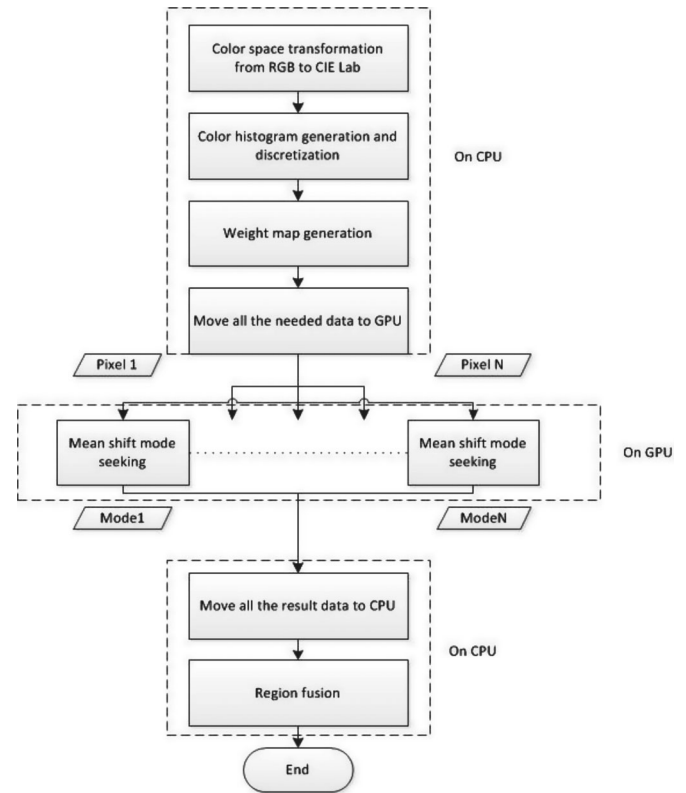 Color space transformation
from RGB to CIE Lab
Color histogram generation and
discretization
On CPU
Weight map generation
Move all the needed data to GPU
Pixel 1
Pixel N
Mean shift mode
seeking
Mean shift mode
seeking
On GPU
Mode1
ModeN
Move all the result data to CPU
On CPU
Region fusion
End